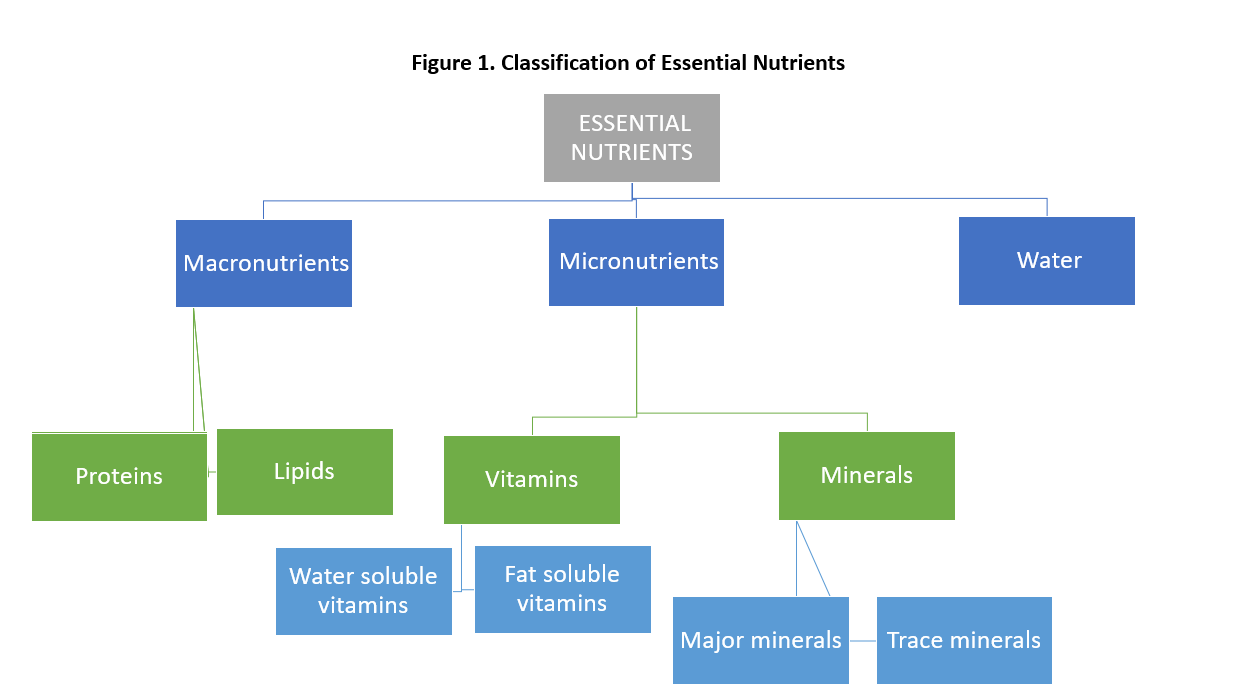 Figure 1. Classification of Essential Nutrients
ESSENTIAL
NUTRIENTS
Macronutrients
Micronutrients
Water
Proteins
Lipids
Vitamins
Minerals
Water soluble
vitamins
Fat soluble
vitamins
Major minerals
Trace minerals